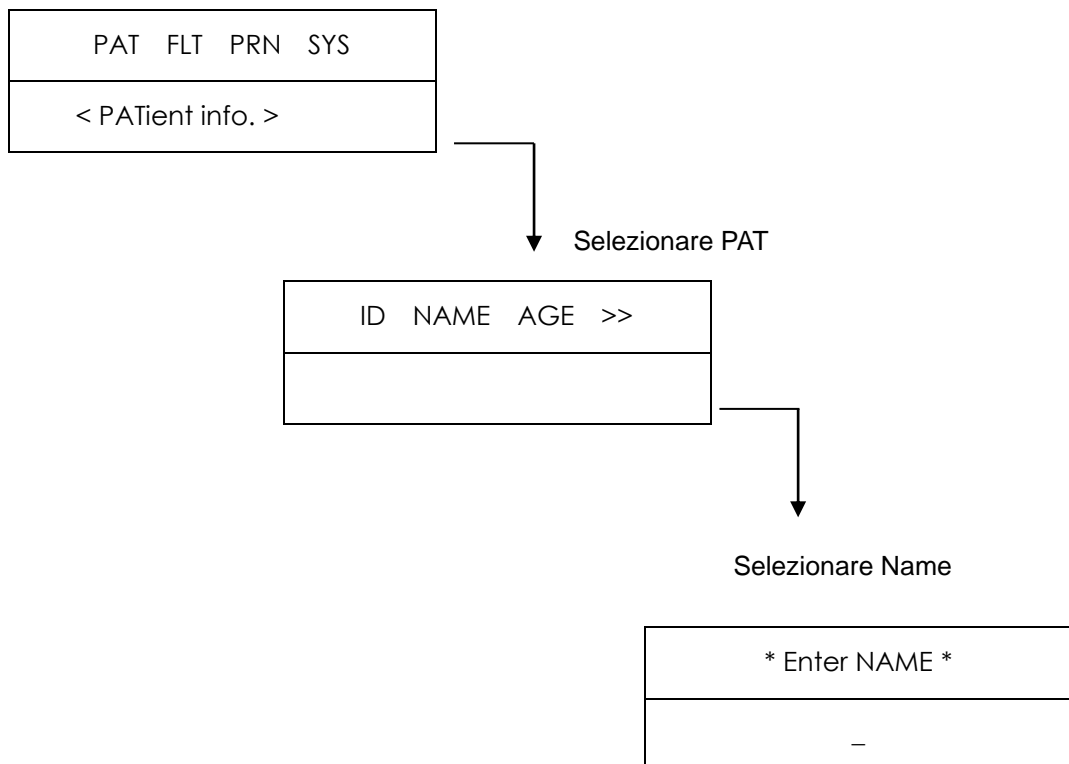 PAT FLT PRN SYS
< PATient info. >
Selezionare PAT
ID NAME AGE >>
Selezionare Name
* Enter NAME *
_